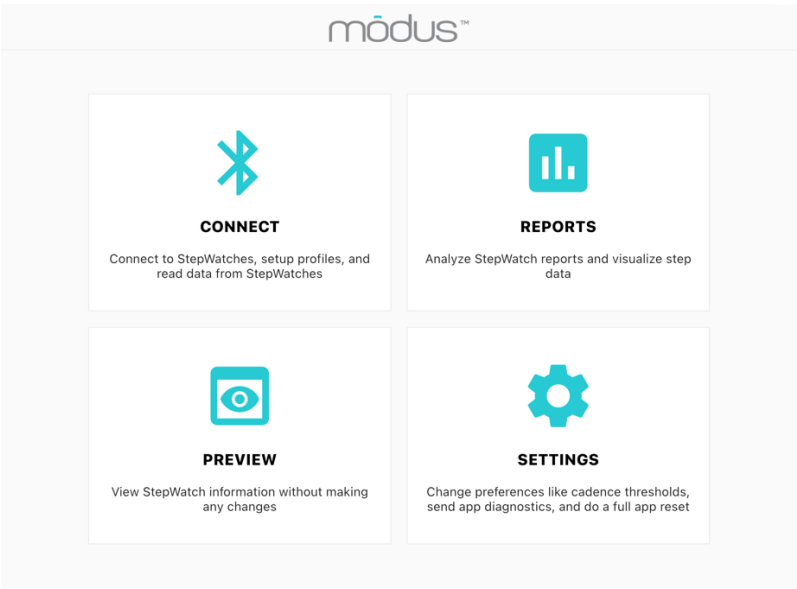 mōdus™
CONNECT
Connect to StepWatches, setup profiles, and
read data from StepWatches
REPORTS
Analyze StepWatch reports and visualize step
data
PREVIEW
View StepWatch information without making
any changes
SETTINGS
Change preferences like cadence thresholds,
send app diagnostics, and do a full app reset